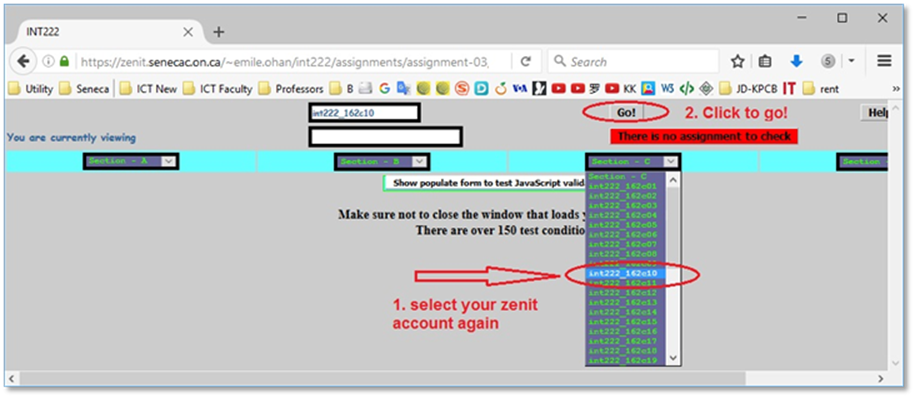 INT222
https://zenit.senecac.on.ca/~emile.ohan/int222/assignments/assignment-03,
Search
5
Utility Seneca ICT New ICT Faculty Professors B KK W3 JD-KPCB IT rent
int222_162c10
Go!
2. Click to go!
Help
You are currently viewing
There is no assignment to check
Section - A
Section - B
Section - C
Section -
Section - C
Show populate form to test JavaScript valida
int222_162c01
int222_162c02
int222_162c03
Make sure not to close the window that loads y
int222_162c04
There are over 150 test conditio
int222_162c05
int222_162c06
int222_162c07
int222_162c08
int222_162c10
int222_162c11
1. select your zenit
account again
int222_162c12
int222_162c13
int222_162c14
int222_162c15
int222_162c16
int222_162c17
int222_162c18
int222_162c19